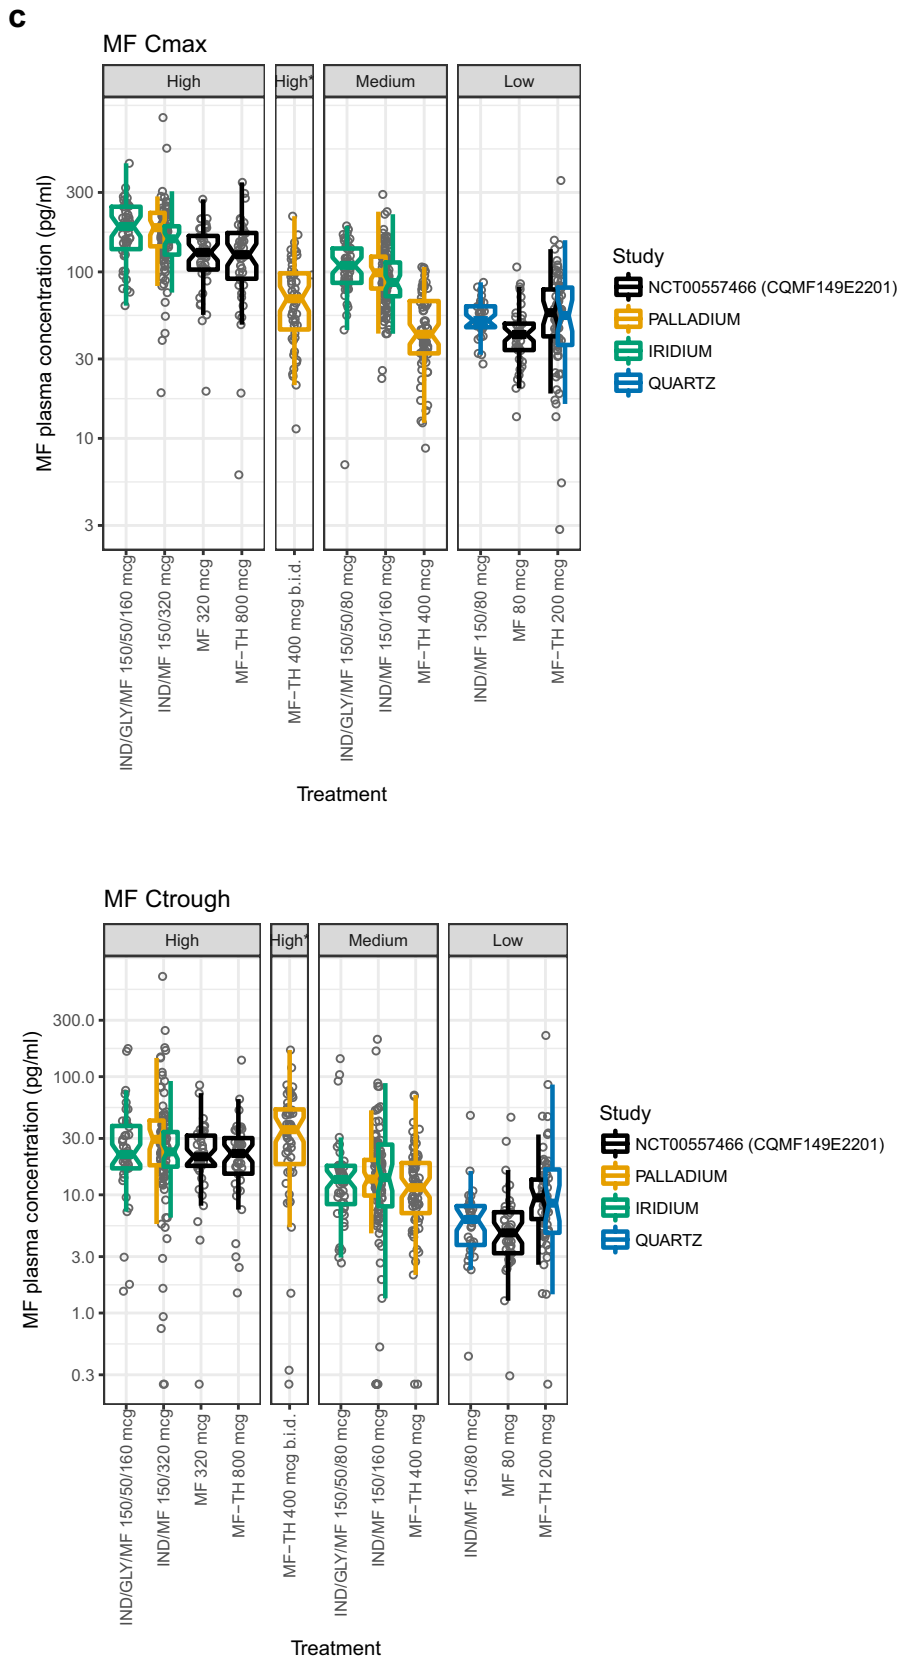 c
MF Cmax
High
High*
Medium
Low
MF plasma concentration (pg/ml)
300
100
30
10
3
IND/GLY/MF 150/50/160 mcg
IND/MF 150/320 mcg
MF 320 mcg
MF−TH 800 mcg
MF−TH 400 mcg b.i.d.
IND/GLY/MF 150/50/80 mcg
IND/MF 150/160 mcg
MF−TH 400 mcg
IND/MF 150/80 mcg
MF 80 mcg
MF−TH 200 mcg
Treatment
Study
NCT00557466 (CQMF149E2201)
PALLADIUM
IRIDIUM
QUARTZ
MF Ctrough
High
High*
Medium
Low
MF plasma concentration (pg/ml)
300.0
100.0
30.0
10.0
3.0
1.0
0.3
IND/GLY/MF 150/50/160 mcg
IND/MF 150/320 mcg
MF 320 mcg
MF−TH 800 mcg
MF−TH 400 mcg b.i.d.
IND/GLY/MF 150/50/80 mcg
IND/MF 150/160 mcg
MF−TH 400 mcg
IND/MF 150/80 mcg
MF 80 mcg
MF−TH 200 mcg
Treatment
Study
NCT00557466 (CQMF149E2201)
PALLADIUM
IRIDIUM
QUARTZ